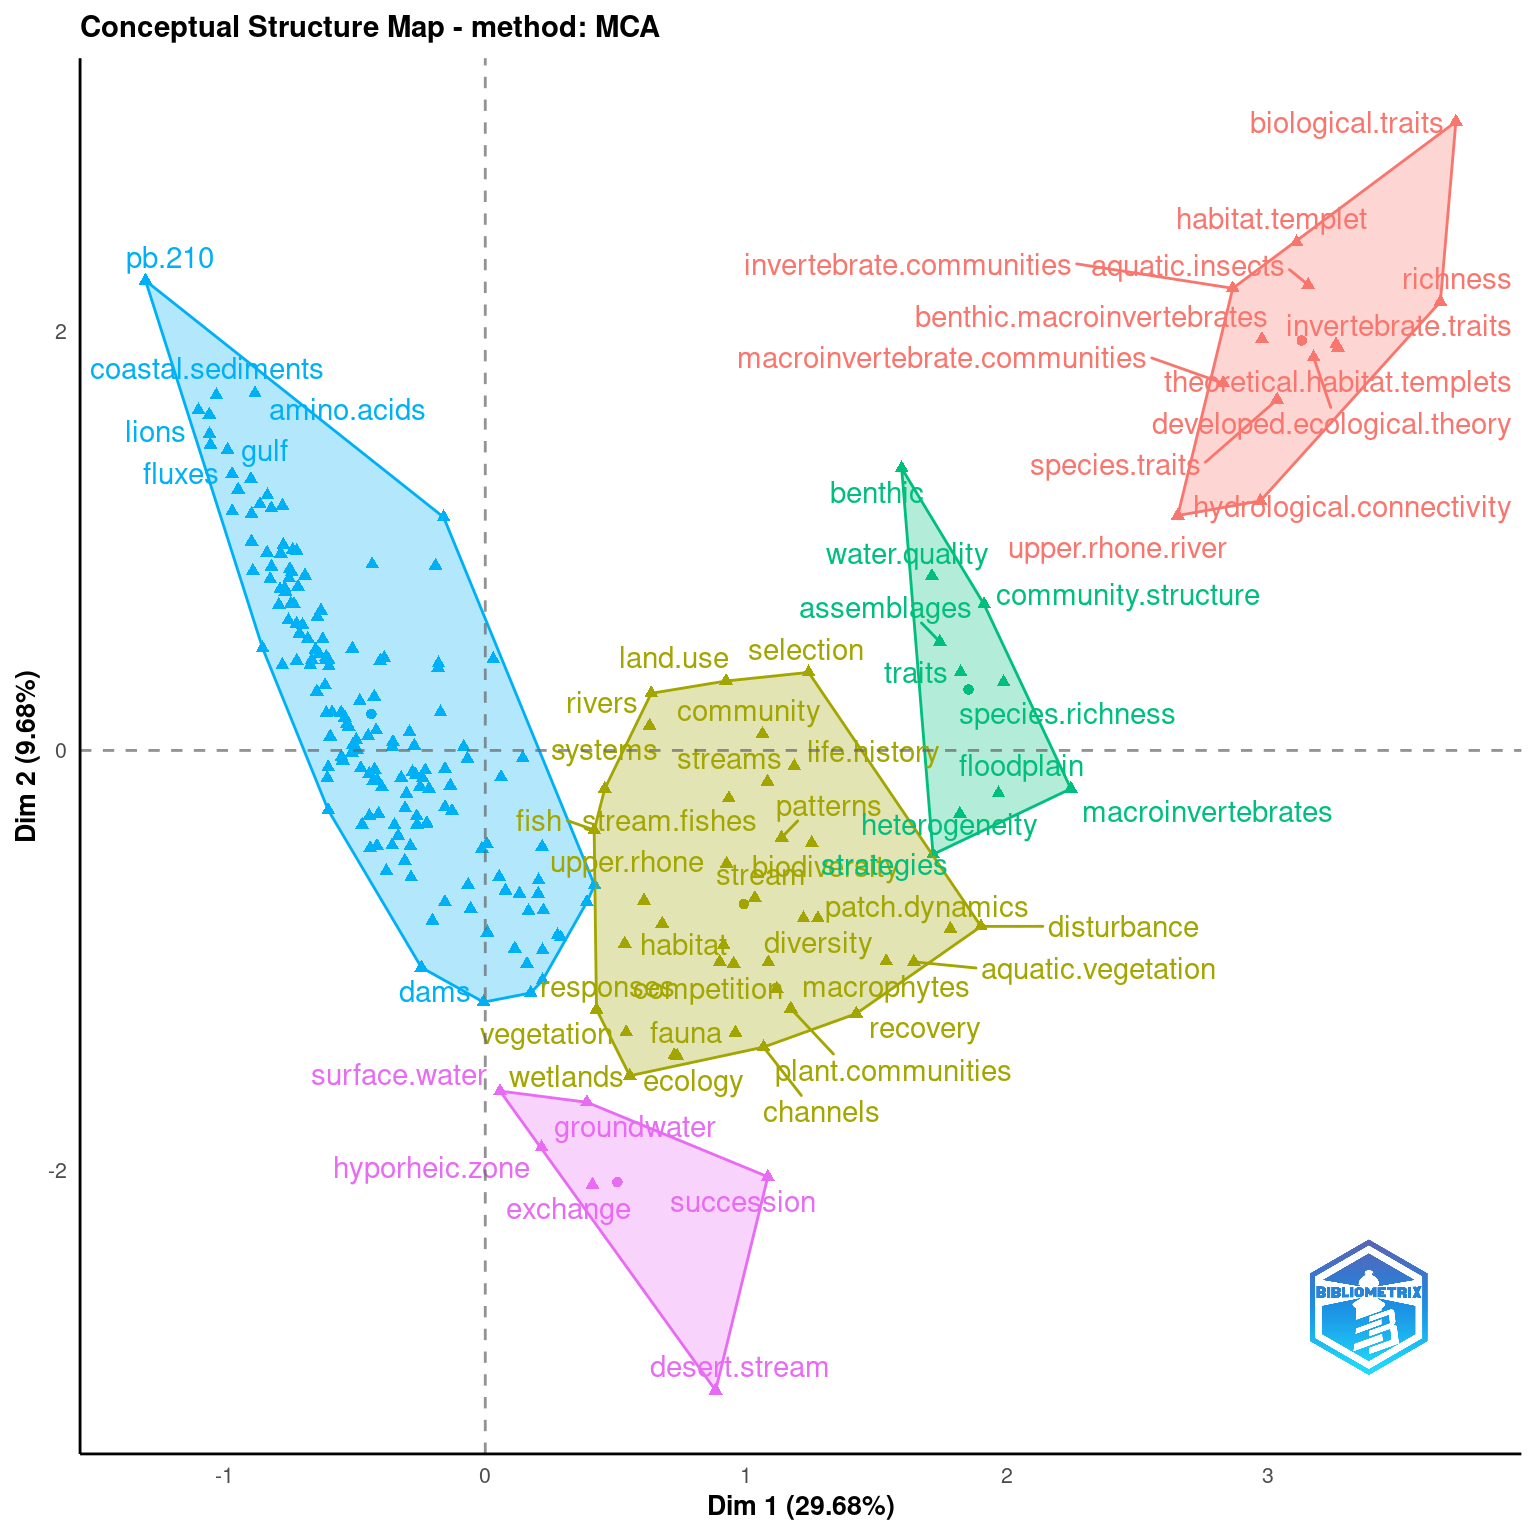 Conceptual Structure Map - method: MCA
biological.traits
habitat.templet
pb.210
invertebrate.communities
aquatic.insects
richness
benthic.macroinvertebrates
invertebrate.traits
2
macroinvertebrate.communities
coastal.sediments
theoretical.habitat.templets
amino.acids
developed.ecological.theory
lions
gulf
species.traits
fluxes
benthic
hydrological.connectivity
upper.rhone.river
water.quality
community.structure
assemblages
selection
land.use
traits
rivers
community
species.richness
0
systems
streams
life.history
floodplain
patterns
macroinvertebrates
fish
stream.fishes
heterogeneity
upper.rhone
biodiversity
strategies
stream
patch.dynamics
disturbance
habitat
diversity
aquatic.vegetation
dams
responses
competition
macrophytes
recovery
vegetation
fauna
surface.water
wetlands
ecology
plant.communities
channels
groundwater
-2
hyporheic.zone
exchange
succession
desert.stream
BIBLIOMETRIX
-1
0
1
2
3
Dim 1 (29.68%)
Dim 2 (9.68%)